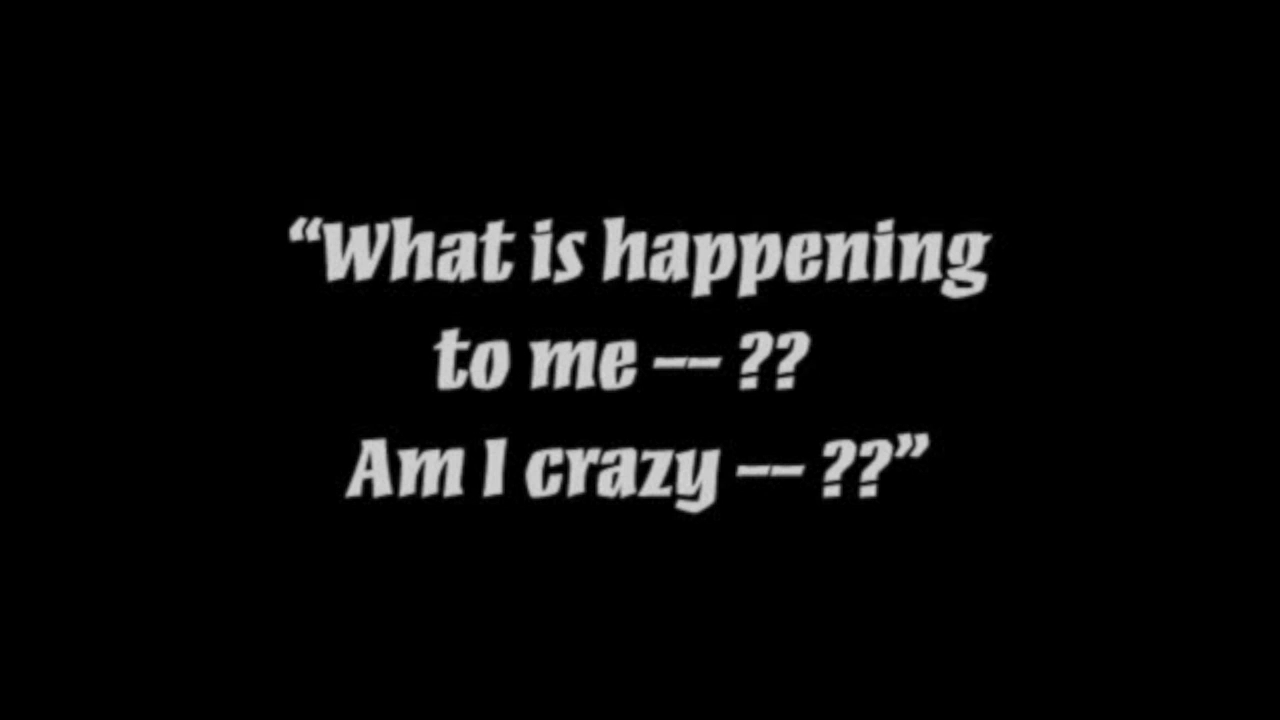 “What is happening
to me -- ??
Am I crazy -- ??”